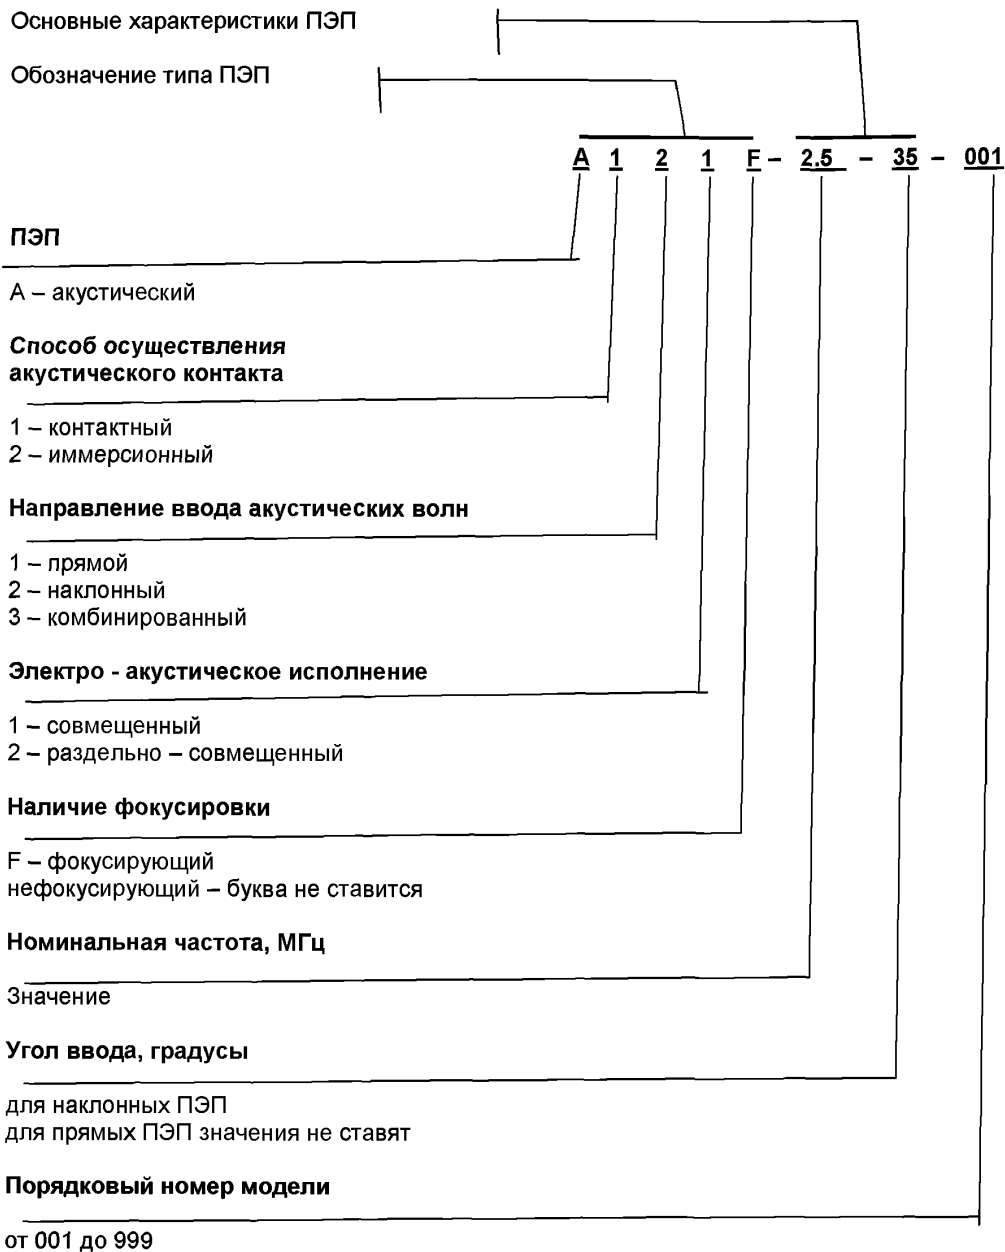 Основные характеристики ПЭП
Обозначение типа ПЭП
А 1 2 1 F – 2.5 – 35 – 001
ПЭП
А – акустический
Способ осуществления
акустического контакта
1 – контактный
2 – иммерсионный
Направление ввода акустических волн
1 – прямой
2 – наклонный
3 – комбинированный
Электро - акустическое исполнение
1 – совмещенный
2 – раздельно – совмещенный
Наличие фокусировки
F – фокусирующий
нефокусирующий – буква не ставится
Номинальная частота, МГц
Значение
Угол ввода, градусы
для наклонных ПЭП
для прямых ПЭП значения не ставят
Порядковый номер модели
от 001 до 999